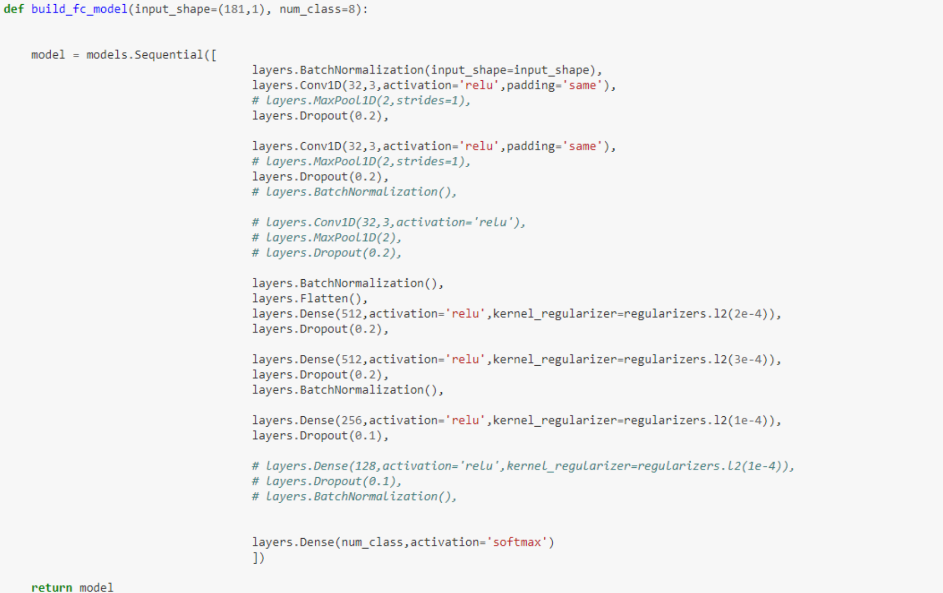 def build_fc_model(input_shape=(181,1), num_class=8):
model = models.Sequential([
layers.BatchNormalization(input_shape=input_shape),
layers.Conv1D(32,3,activation='relu',padding='same'),
# layers.MaxPool1D(2,strides=1),
layers.Dropout(0.2),
layers.Conv1D(32,3,activation='relu',padding='same'),
# layers.MaxPool1D(2,strides=1),
layers.Dropout(0.2),
# layers.BatchNormalization(),
# layers.Conv1D(32,3,activation='relu'),
# layers.MaxPool1D(2),
# layers.Dropout(0.2),
layers.BatchNormalization(),
layers.Flatten(),
layers.Dense(512,activation='relu',kernel_regularizer=regularizers.l2(2e-4)),
layers.Dropout(0.2),
layers.Dense(512,activation='relu',kernel_regularizer=regularizers.l2(3e-4)),
layers.Dropout(0.2),
layers.BatchNormalization(),
layers.Dense(256,activation='relu',kernel_regularizer=regularizers.l2(1e-4)),
layers.Dropout(0.1),
# layers.Dense(128,activation='relu',kernel_regularizer=regularizers.l2(1e-4)),
# layers.Dropout(0.1),
# layers.BatchNormalization(),
layers.Dense(num_class,activation='softmax')
])
return model